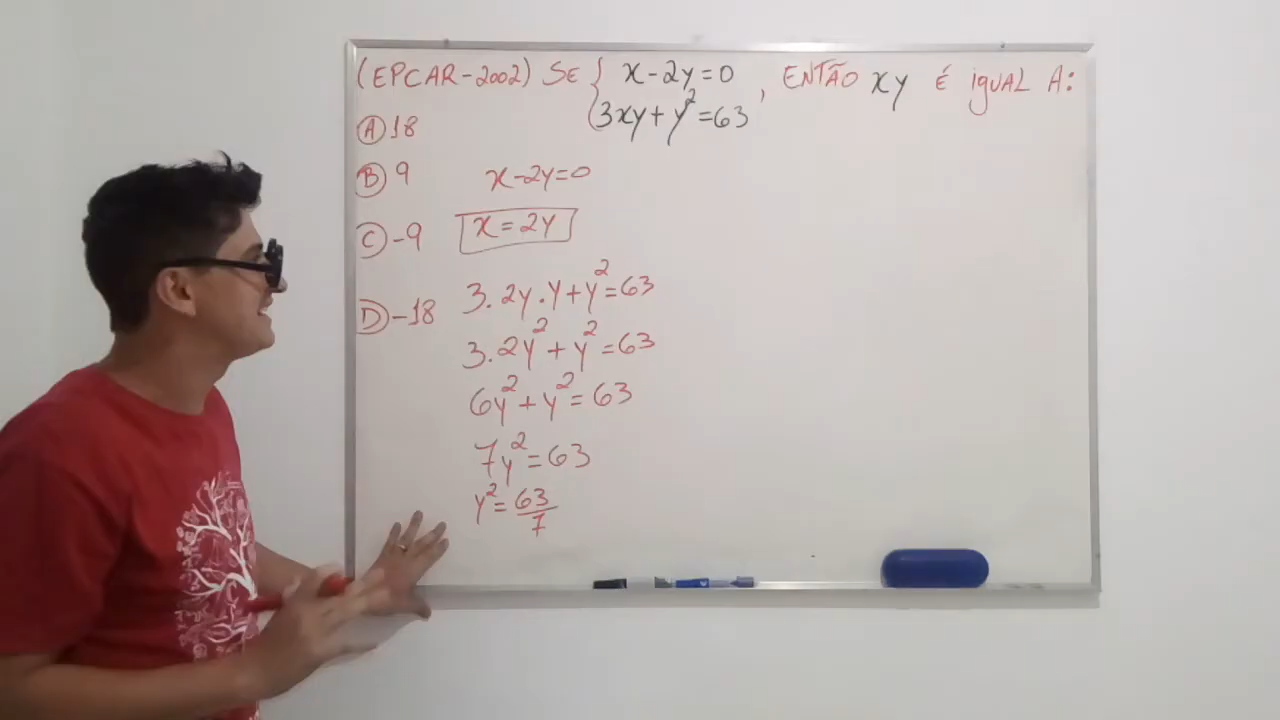 (EPCAR-2002) SE { x-2y=0 , ENTÃO xy É igUAL A:
3xy+y²=63
(A) 18
(B) 9
(C) -9
(D) -18
x-2y=0
x=2y
3.2y.y+y²=63
3.2y²+y²=63
6y²+y²=63
7y²=63
y²=63/7